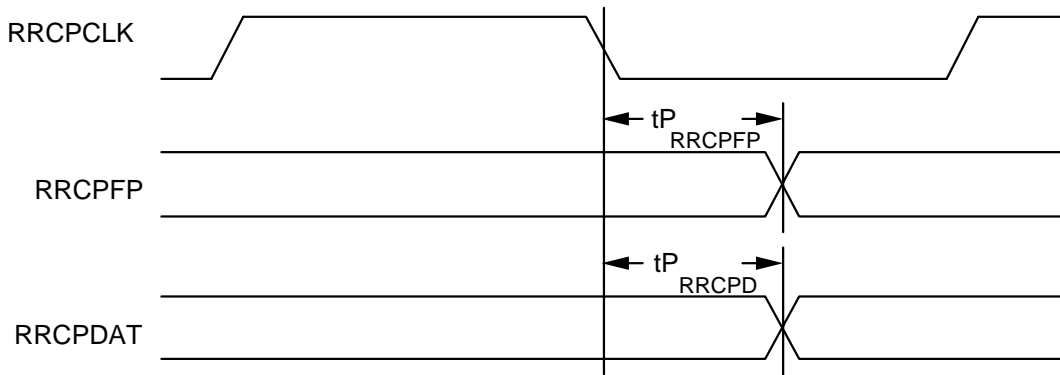 RRCPCLK
tP
RRCPFP
RRCPFP
tP
RRCPD
RRCPDAT